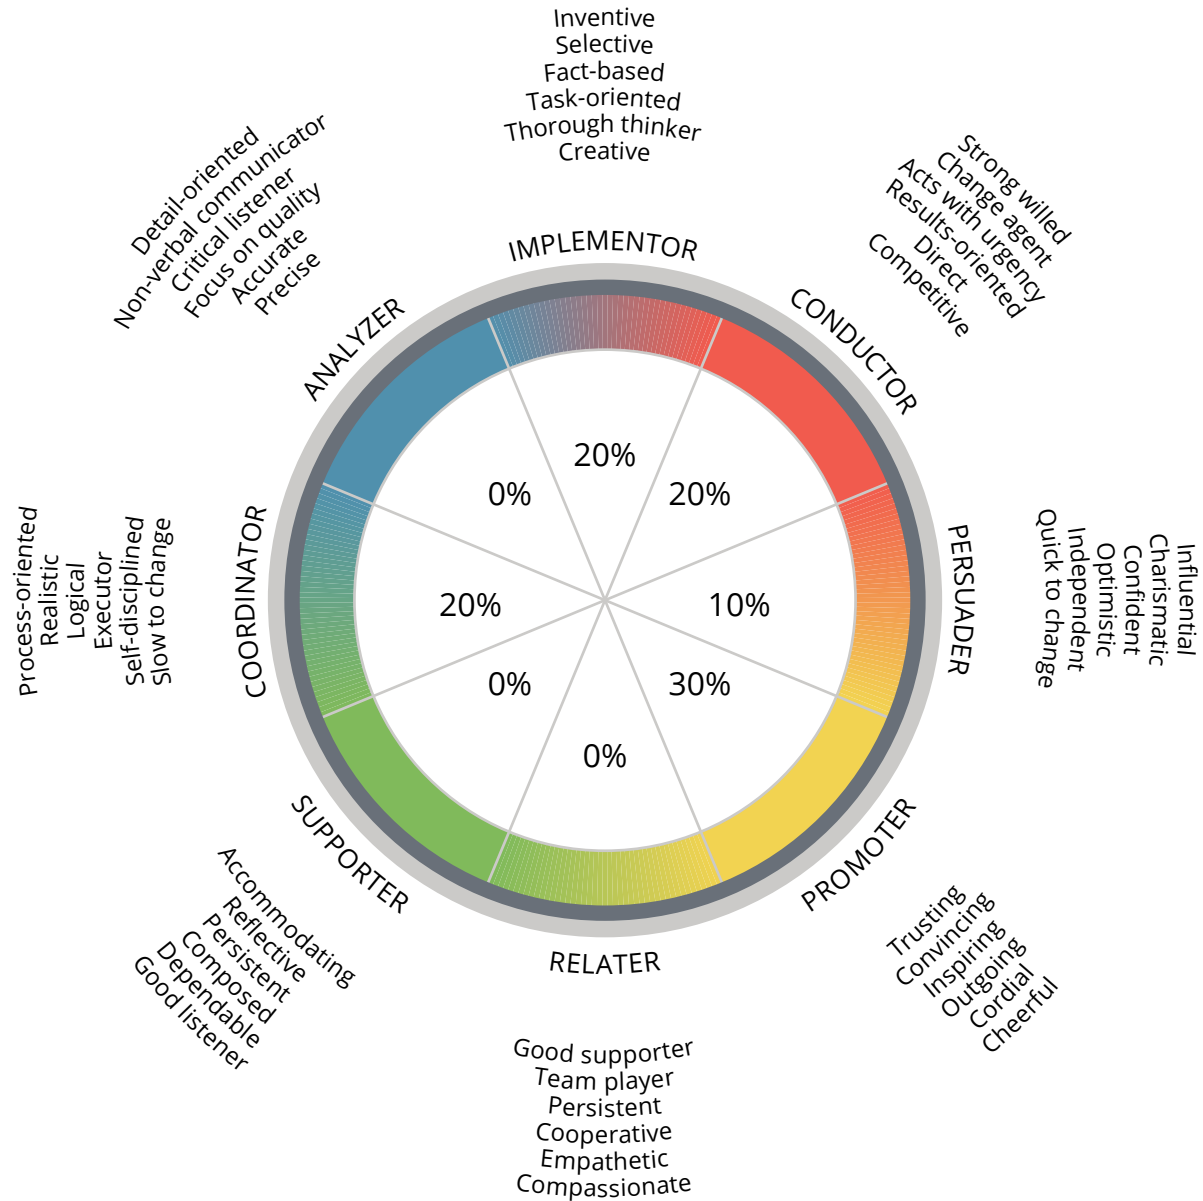 Inventive
Selective
Fact-based
Task-oriented
Thorough thinker
Creative
IMPLEMENTOR
Strong willed
Change agent
Acts with urgency
Results-oriented
Direct
Competitive
CONDUCTOR
Influential
Charismatic
Confident
Optimistic
Independent
Quick to change
PERSUADER
PROMOTER
Trusting
Convincing
Inspiring
Outgoing
Cordial
Cheerful
RELATER
Good supporter
Team player
Persistent
Cooperative
Empathetic
Compassionate
SUPPORTER
Accommodating
Reflective
Persistent
Composed
Dependable
Good listener
Process-oriented
Realistic
Logical
Executor
Self-disciplined
Slow to change
COORDINATOR
Detail-oriented
Non-verbal communicator
Critical listener
Focus on quality
Accurate
Precise
ANALYZER
20%
20%
10%
30%
0%
0%
20%
0%